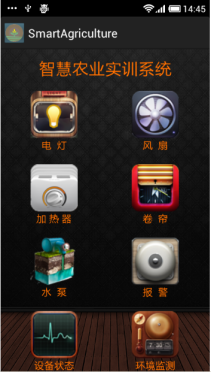 14:45
SmartAgriculture
智慧农业实训系统
电 灯
风 扇
加热器
卷 帘
水 泵
报 警
设备状态
环境监测